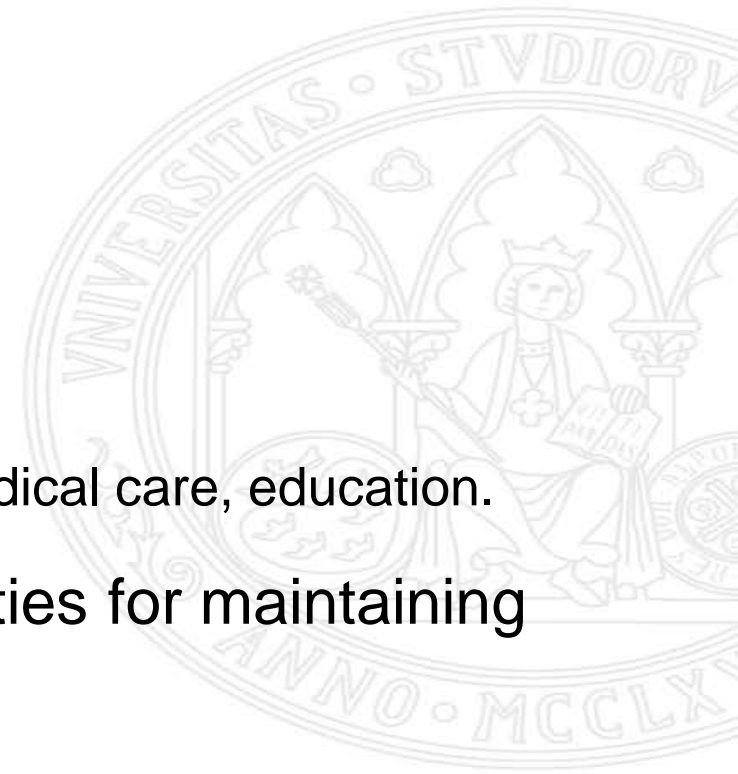 VNIVERSITAS · STVDIORV
dical care, education.
ties for maintaining
ANNO · MCCLX